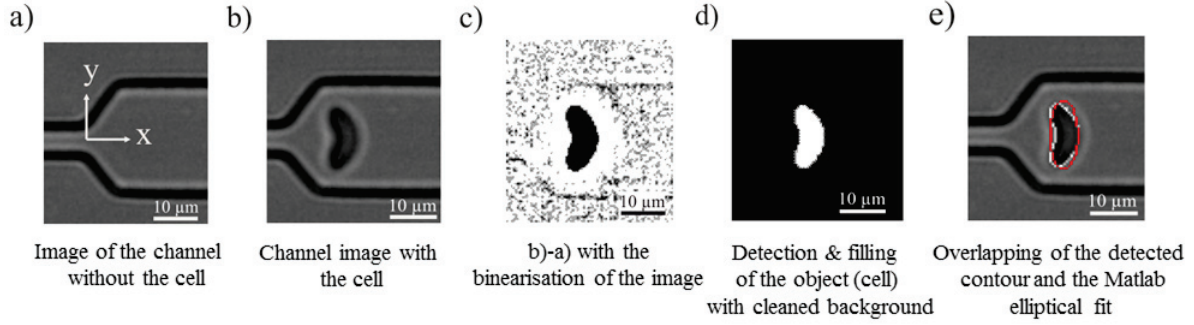 a)
b)
c)
d)
e)
y
x
10 µm
10 µm
10 µm
10 µm
10 µm
Image of the channel
without the cell
Channel image with
the cell
b)-a) with the
binearisation of the image
Detection & filling
of the object (cell)
with cleaned background
Overlapping of the detected
contour and the Matlab
elliptical fit